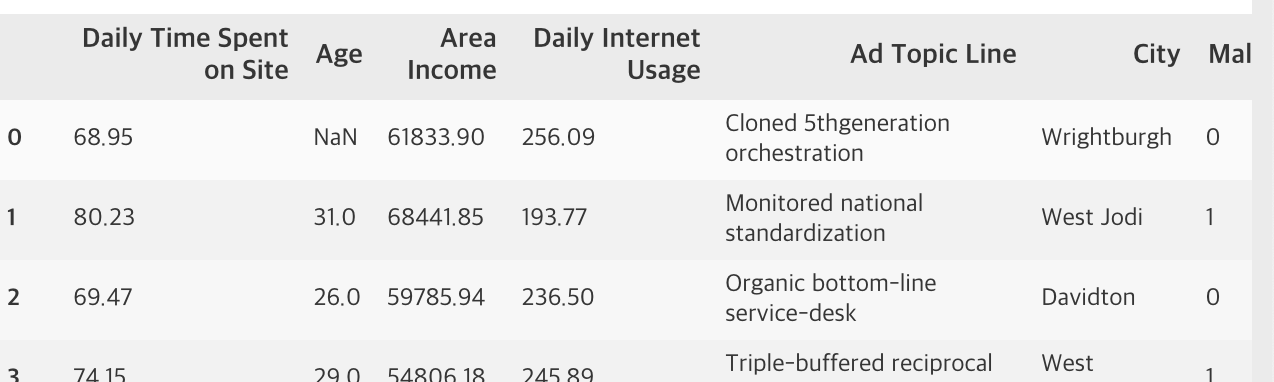 Daily Time Spent on Site Age Area Income Daily Internet Usage Ad Topic Line City Mal
0 68.95 NaN 61833.90 256.09 Cloned 5thgeneration orchestration Wrightburgh 0
1 80.23 31.0 68441.85 193.77 Monitored national standardization West Jodi 1
2 69.47 26.0 59785.94 236.50 Organic bottom-line service-desk Davidton 0
3 74.15 29.0 54806.18 245.89 Triple-buffered reciprocal West 1